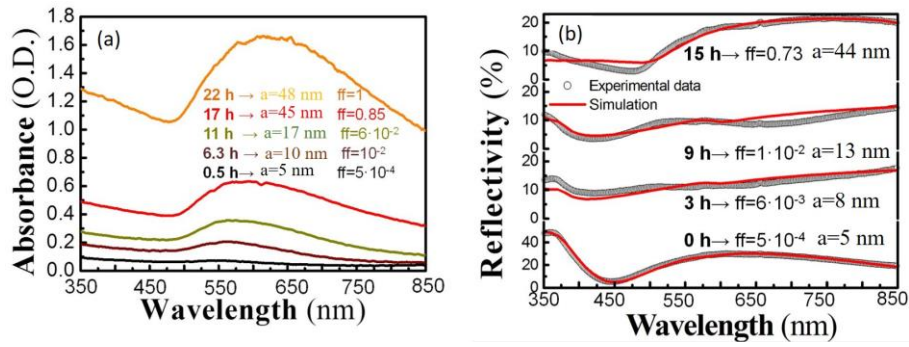 (a)
Absorbance (O.D.)
1.8
1.6
1.4
1.2
1.0
0.8
0.6
0.4
0.2
0.0
22 h → a=48 nm ff=1
17 h → a=45 nm ff=0.85
11 h → a=17 nm ff=6·10⁻²
6.3 h → a=10 nm ff=10⁻²
0.5 h → a=5 nm ff=5·10⁻⁴
350 450 550 650 750 850
Wavelength (nm)
(b)
Reflectivity (%)
20
10
0
15 h → ff=0.73 a=44 nm
Experimental data
Simulation
20
10
0
9 h → ff=1·10⁻² a=13 nm
20
10
0
3 h → ff=6·10⁻³ a=8 nm
40
20
0 h → ff=5·10⁻⁴ a=5 nm
350 450 550 650 750 850
Wavelength (nm)